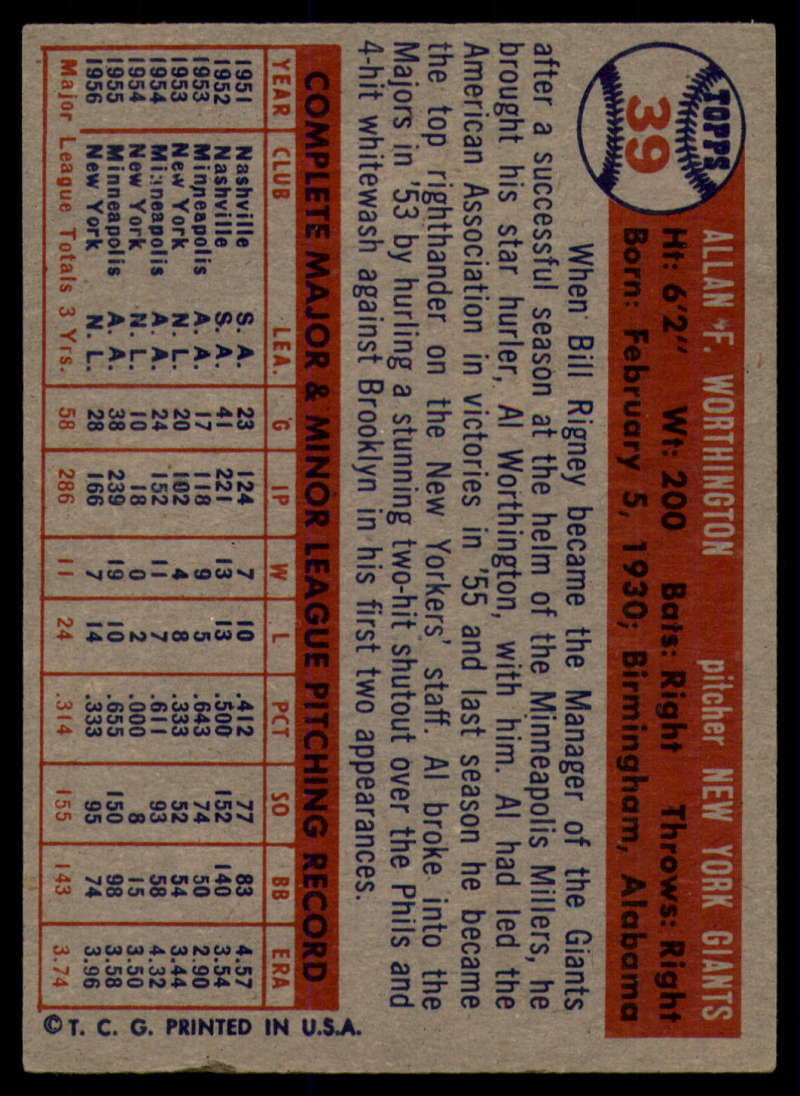 TOPPS
39
ALLAN F. WORTHINGTON pitcher NEW YORK GIANTS
Ht: 6'2" Wt: 200 Bats: Right Throws: Right
Born: February 5, 1930; Birmingham, Alabama
When Bill Rigney became the Manager of the Giants
after a successful season at the helm of the Minneapolis Millers, he
brought his star hurler, Al Worthington, with him. Al had led the
American Association in victories in '55 and last season he became
the top righthander on the New Yorkers' staff. Al broke into the
Majors in '53 by hurling a stunning two-hit shutout over the Phils and
4-hit whitewash against Brooklyn in his first two appearances.
COMPLETE MAJOR & MINOR LEAGUE PITCHING RECORD
YEAR CLUB LEA. G IP W L PCT SO BB ERA
1951 Nashville S. A. 23 124 7 10 .412 77 83 4.57
1952 Nashville S. A. 41 221 13 13 .500 152 140 3.54
1953 Minneapolis A. A. 17 118 9 5 .643 74 50 2.90
1953 New York N. L. 20 102 4 8 .333 52 54 3.44
1954 Minneapolis A. A. 24 152 11 7 .611 93 58 4.32
1954 New York N. L. 10 18 0 2 .000 8 15 3.50
1955 Minneapolis A. A. 38 239 19 10 .655 150 98 3.58
1956 New York N. L. 28 166 7 14 .333 95 74 3.96
Major League Totals 3 Yrs. 58 286 11 24 .314 155 143 3.74
© T. C. G. PRINTED IN U.S.A.